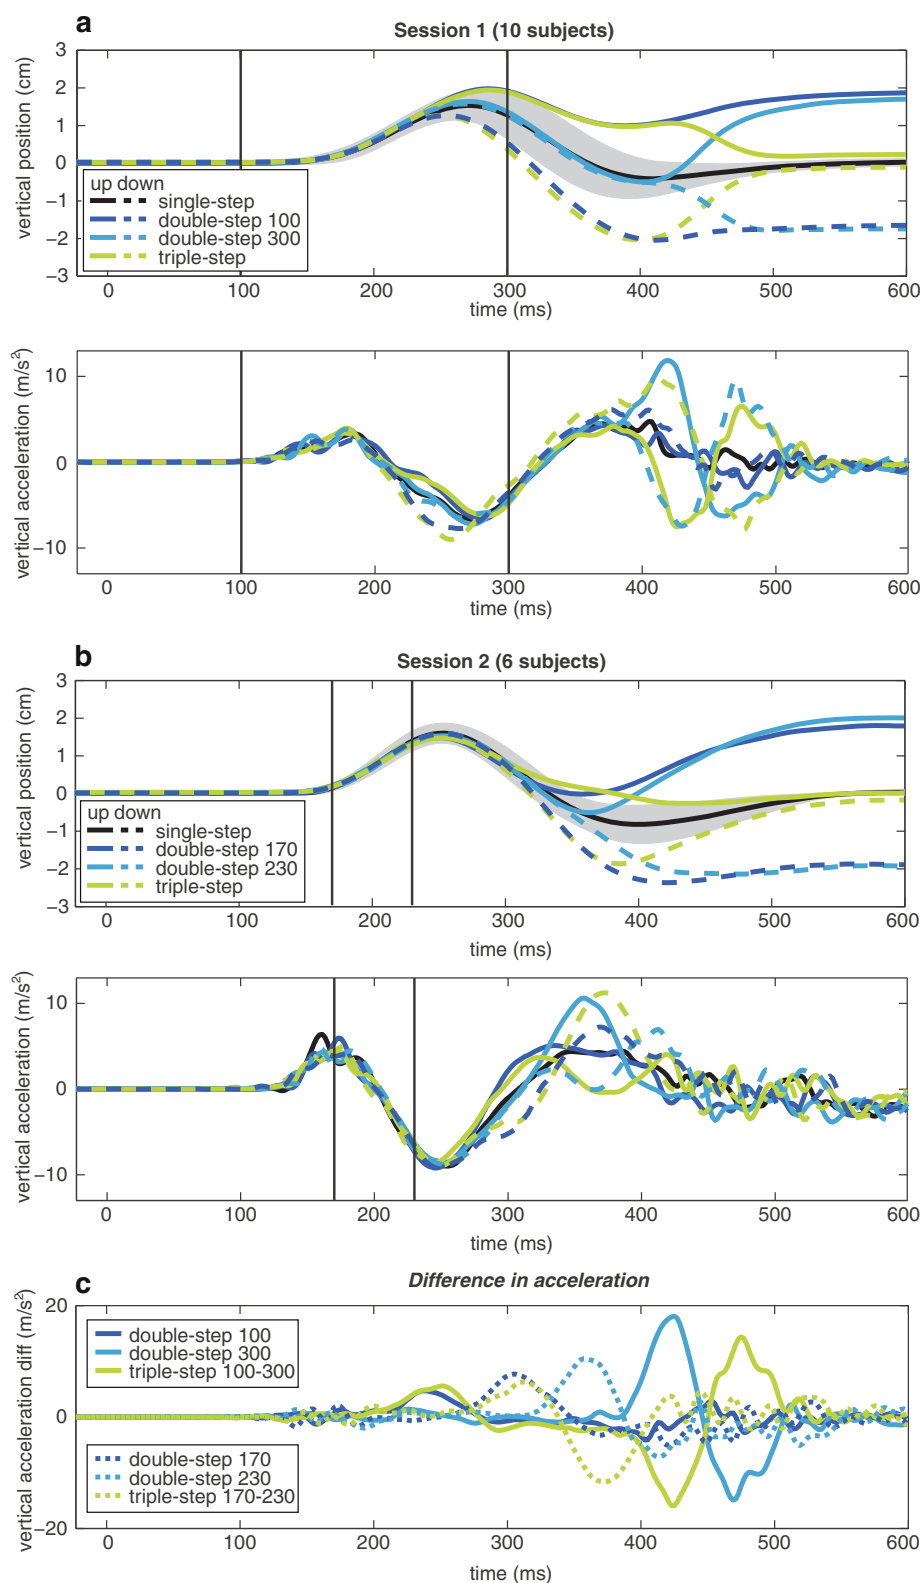 a
Session 1 (10 subjects)
vertical position (cm)
3
2
1
0
−1
−2
−3
up down
single-step
double-step 100
double-step 300
triple-step
0 100 200 300 400 500 600
time (ms)
vertical acceleration (m/s²)
10
0
−10
0 100 200 300 400 500 600
time (ms)
b
Session 2 (6 subjects)
vertical position (cm)
3
2
1
0
−1
−2
−3
up down
single-step
double-step 170
double-step 230
triple-step
0 100 200 300 400 500 600
time (ms)
vertical acceleration (m/s²)
10
0
−10
0 100 200 300 400 500 600
time (ms)
c
Difference in acceleration
vertical acceleration diff (m/s²)
20
0
−20
double-step 100
double-step 300
triple-step 100-300
double-step 170
double-step 230
triple-step 170-230
0 100 200 300 400 500 600
time (ms)